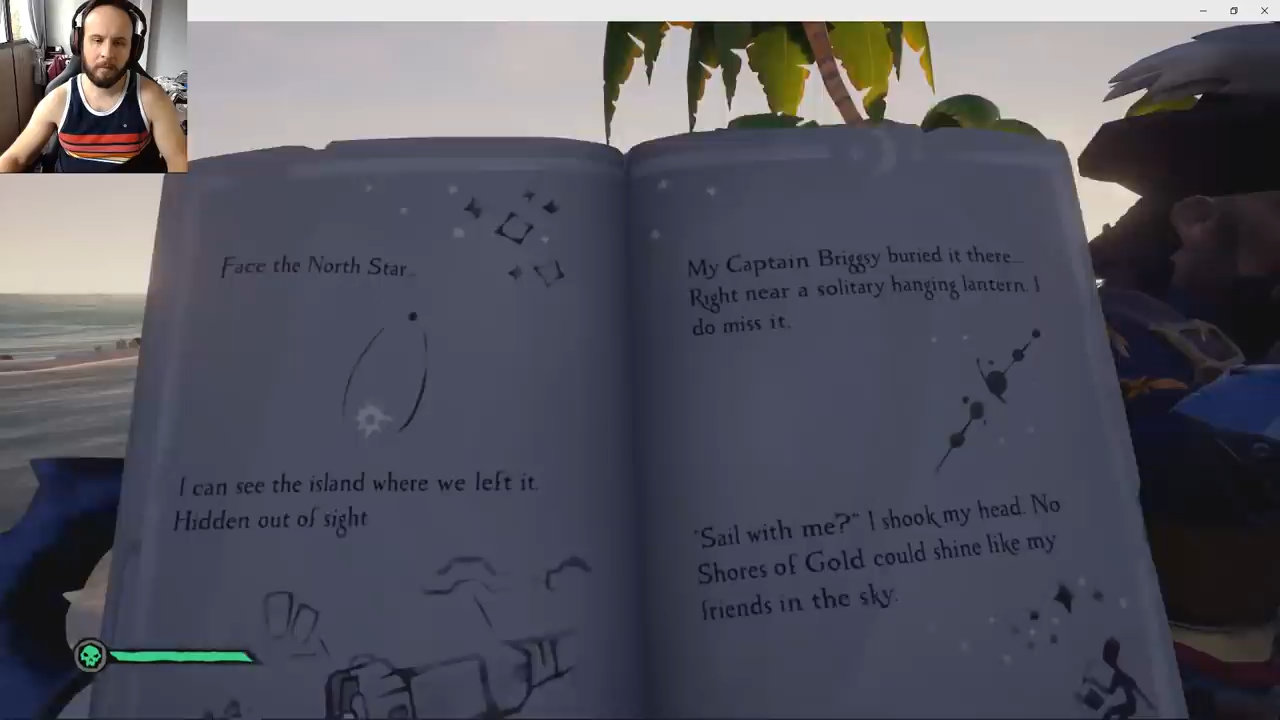 Face the North Star...
I can see the island where we left it.
Hidden out of sight
My Captain Briggsy buried it there...
Right near a solitary hanging lantern. I
do miss it.
"Sail with me?" I shook my head. No
Shores of Gold could shine like my
friends in the sky.